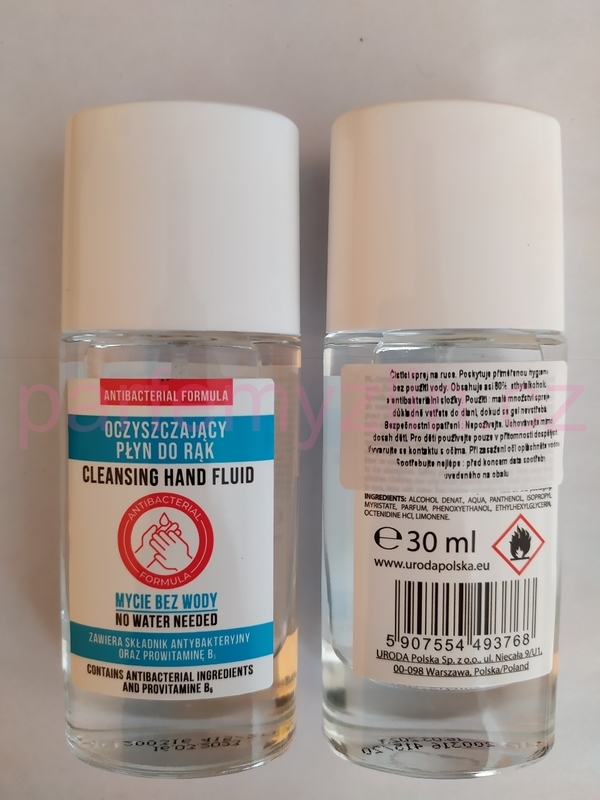 ANTIBACTERIAL FORMULA
OCZYSZCZAJĄCY
PŁYN DO RĄK
CLEANSING HAND FLUID
ANTIBACTERIAL
FORMULA
MYCIE BEZ WODY
NO WATER NEEDED
ZAWIERA SKŁADNIK ANTYBAKTERYJNY
ORAZ PROWITAMINĘ B₅
CONTAINS ANTIBACTERIAL INGREDIENTS
AND PROVITAMINE B₅
Čistící sprej na ruce. Poskytuje přiměřenou hygienu
bez použití vody. Obsahuje asi 80% ethylalkohol
antibakteriální složky. Použití: malé množství spreje
důkladně vetřete do dlaní, dokud se gel nevstřebá
Bezpečnostní opatření: Nepožívejte. Uchovávejte mimo
dosah dětí. Pro děti používejte pouze v přítomnosti dospělých.
Vyvarujte se kontaktu s očima. Při zasažení očí opláchněte vodou
Spotřebujte nejlépe: před koncem data spotřeby
uvedeného na obalu
INGREDIENTS: ALCOHOL DENAT., AQUA, PANTHENOL, ISOPROPYL
MYRISTATE, PARFUM, PHENOXYETHANOL, ETHYLHEXYLGLYCERIN,
OCTENIDINE HCl, LIMONENE.
℮ 30 ml
www.urodapolska.eu
5 907554 493768
URODA Polska Sp. z o.o., ul. Niecała 9/U1,
00-098 Warszawa, Polska/Poland